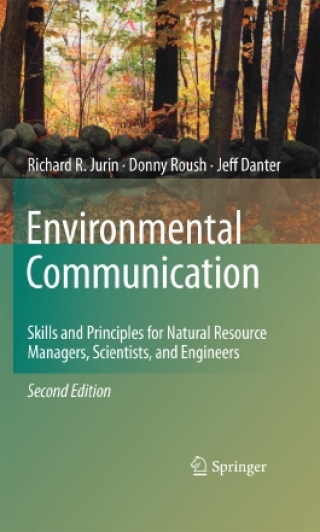 Richard R. Jurin · Donny Roush · Jeff Danter
Environmental
Communication
Skills and Principles for Natural Resource
Managers, Scientists, and Engineers
Second Edition
Springer